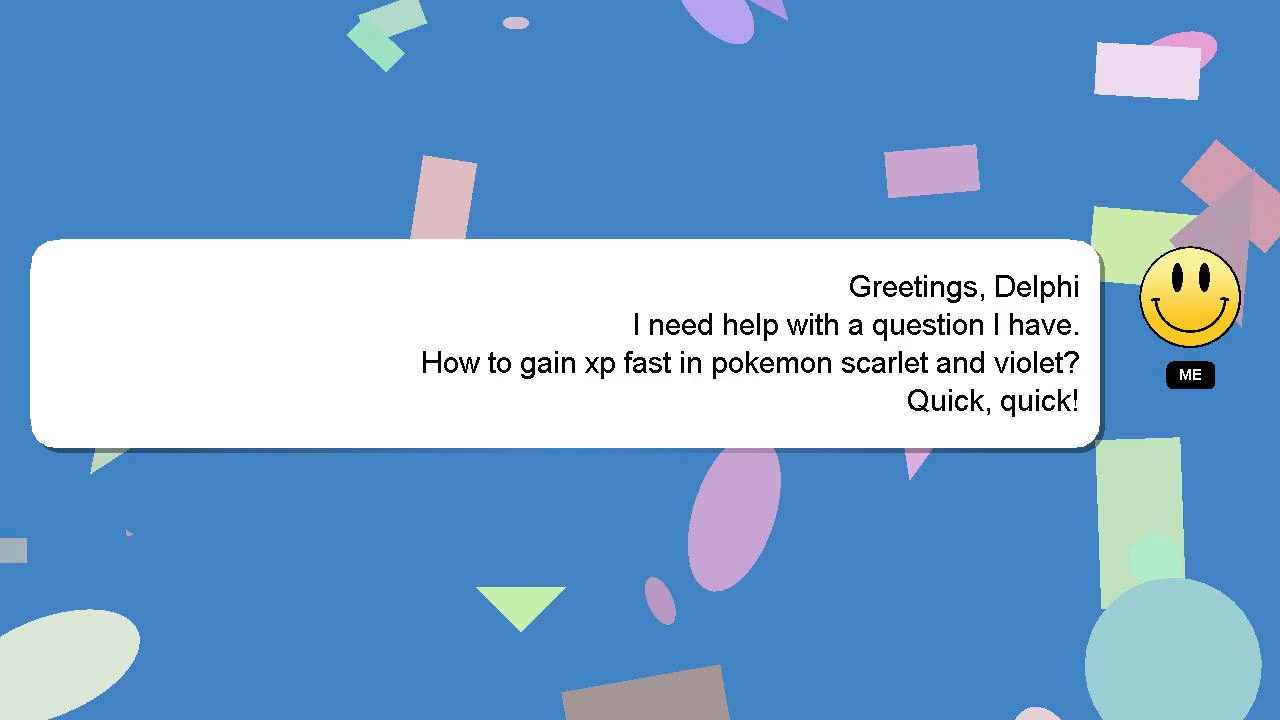 Greetings, Delphi
I need help with a question I have.
How to gain xp fast in pokemon scarlet and violet?
Quick, quick!
ME